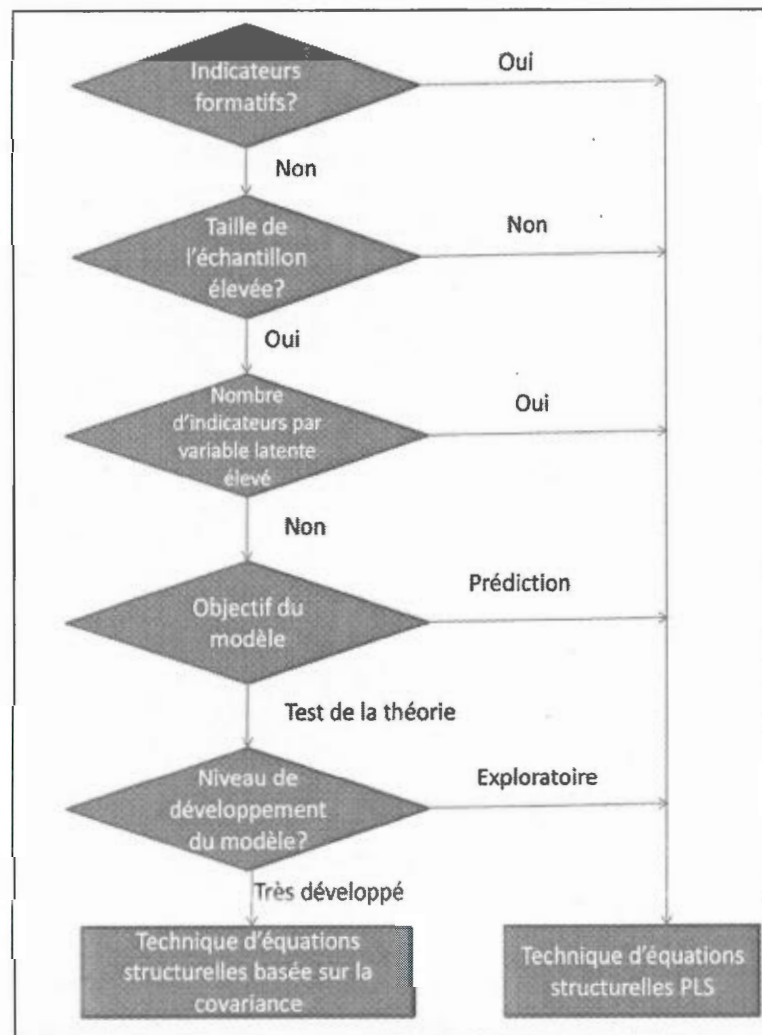 Indicateurs
formatifs?
Oui
Non
Taille de
l'échantillon
élevée?
Non
Oui
Nombre
d'indicateurs par
variable latente
élevé
Oui
Non
Objectif du
modèle
Prédiction
Test de la théorie
Niveau de
développement
du modèle?
Exploratoire
Très développé
Technique d'équations
structurelles basée sur la
covariance
Technique d'équations
structurelles PLS